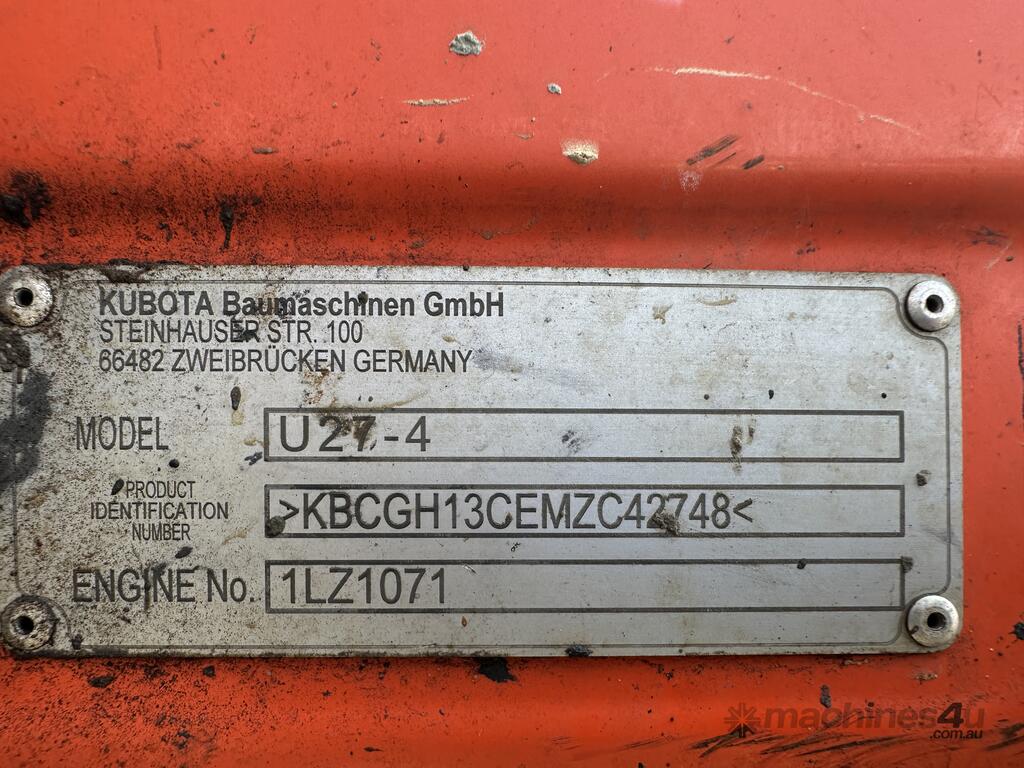 KUBOTA Baumaschinen GmbH
STEINHAUSER STR. 100
66482 ZWEIBRÜCKEN GERMANY
MODEL U27-4
PRODUCT IDENTIFICATION NUMBER >KBCGH13CEMZC42748<
ENGINE No. 1LZ1071
machines4u
.com.au